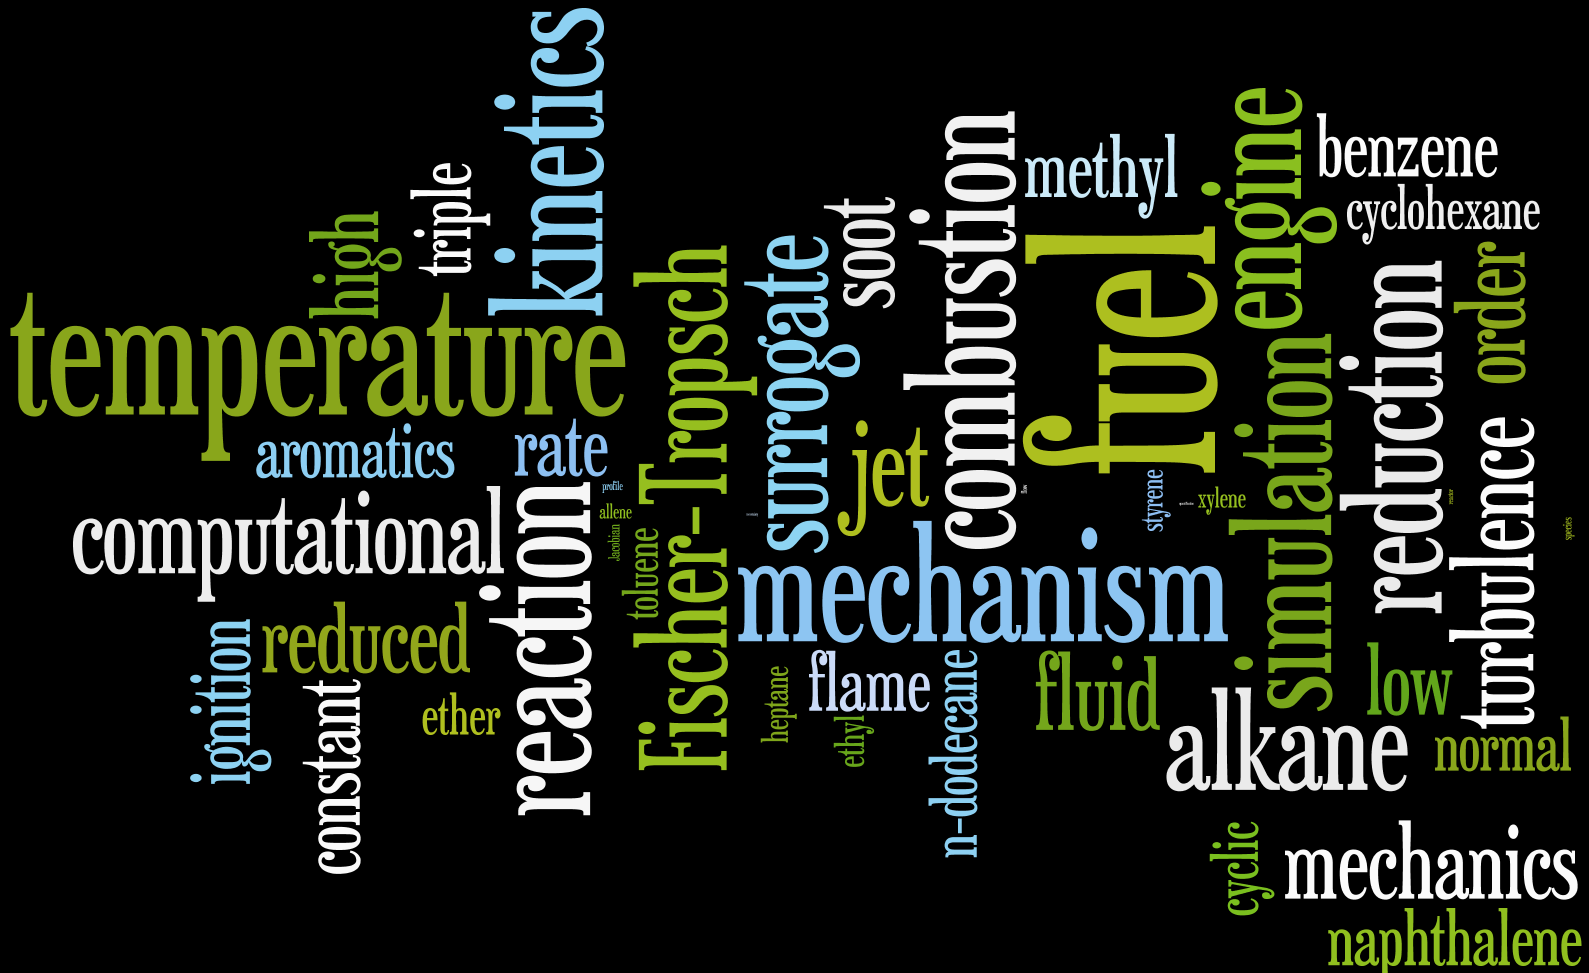 kinetics
triple
high
temperature
aromatics
rate
computational
reaction
profile
allene
Jacobian
toluene
Fischer-Tropsch
surrogate
soot
combustion
methyl
fuel
engine
benzene
cyclohexane
order
reduction
simulation
turbulence
jet
flow
styrene
xylene
reactor
species
mechanism
reduced
ignition
constant
ether
heptane
flame
ethyl
n-dodecane
fluid
alkane
low
normal
cyclic
mechanics
naphthalene